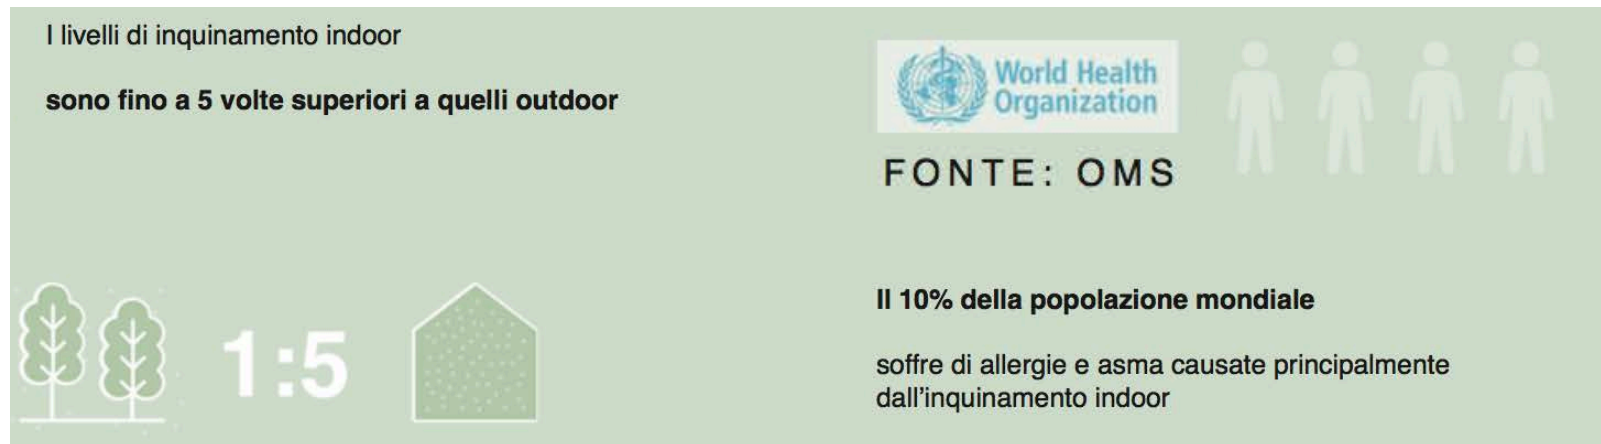 I livelli di inquinamento indoor
sono fino a 5 volte superiori a quelli outdoor
1:5
World Health
Organization
FONTE: OMS
Il 10% della popolazione mondiale
soffre di allergie e asma causate principalmente
dall'inquinamento indoor